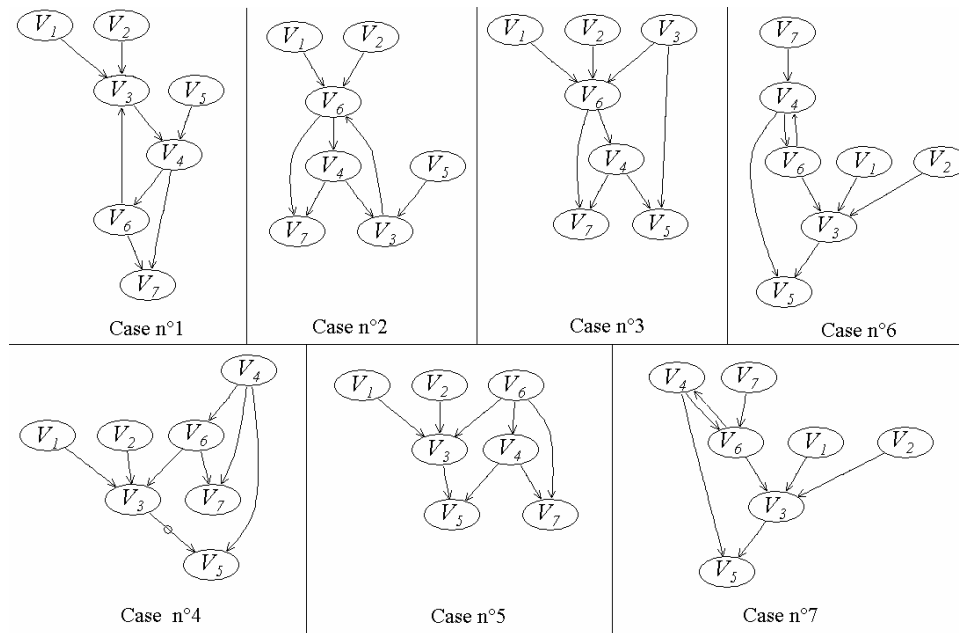 V1 V2
V3 V5
V4
V6
V7
Case n°1
V1 V2
V6
V4 V5
V7 V3
Case n°2
V1 V2 V3
V6
V4
V7 V5
Case n°3
V7
V4
V6 V1 V2
V3
V5
Case n°6
V4
V1 V2 V6
V3 V7
V5
Case n°4
V1 V2 V6
V3 V4
V5 V7
Case n°5
V4 V7
V6 V1 V2
V3
V5
Case n°7